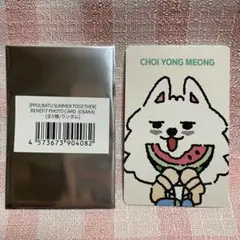 [PPULBATU SUMMER TOGETHER]
BENEFIT PHOTO CARD (OSAKA)
(全5種/ランダム)
4 573673 904082
CHOI YONG MEONG